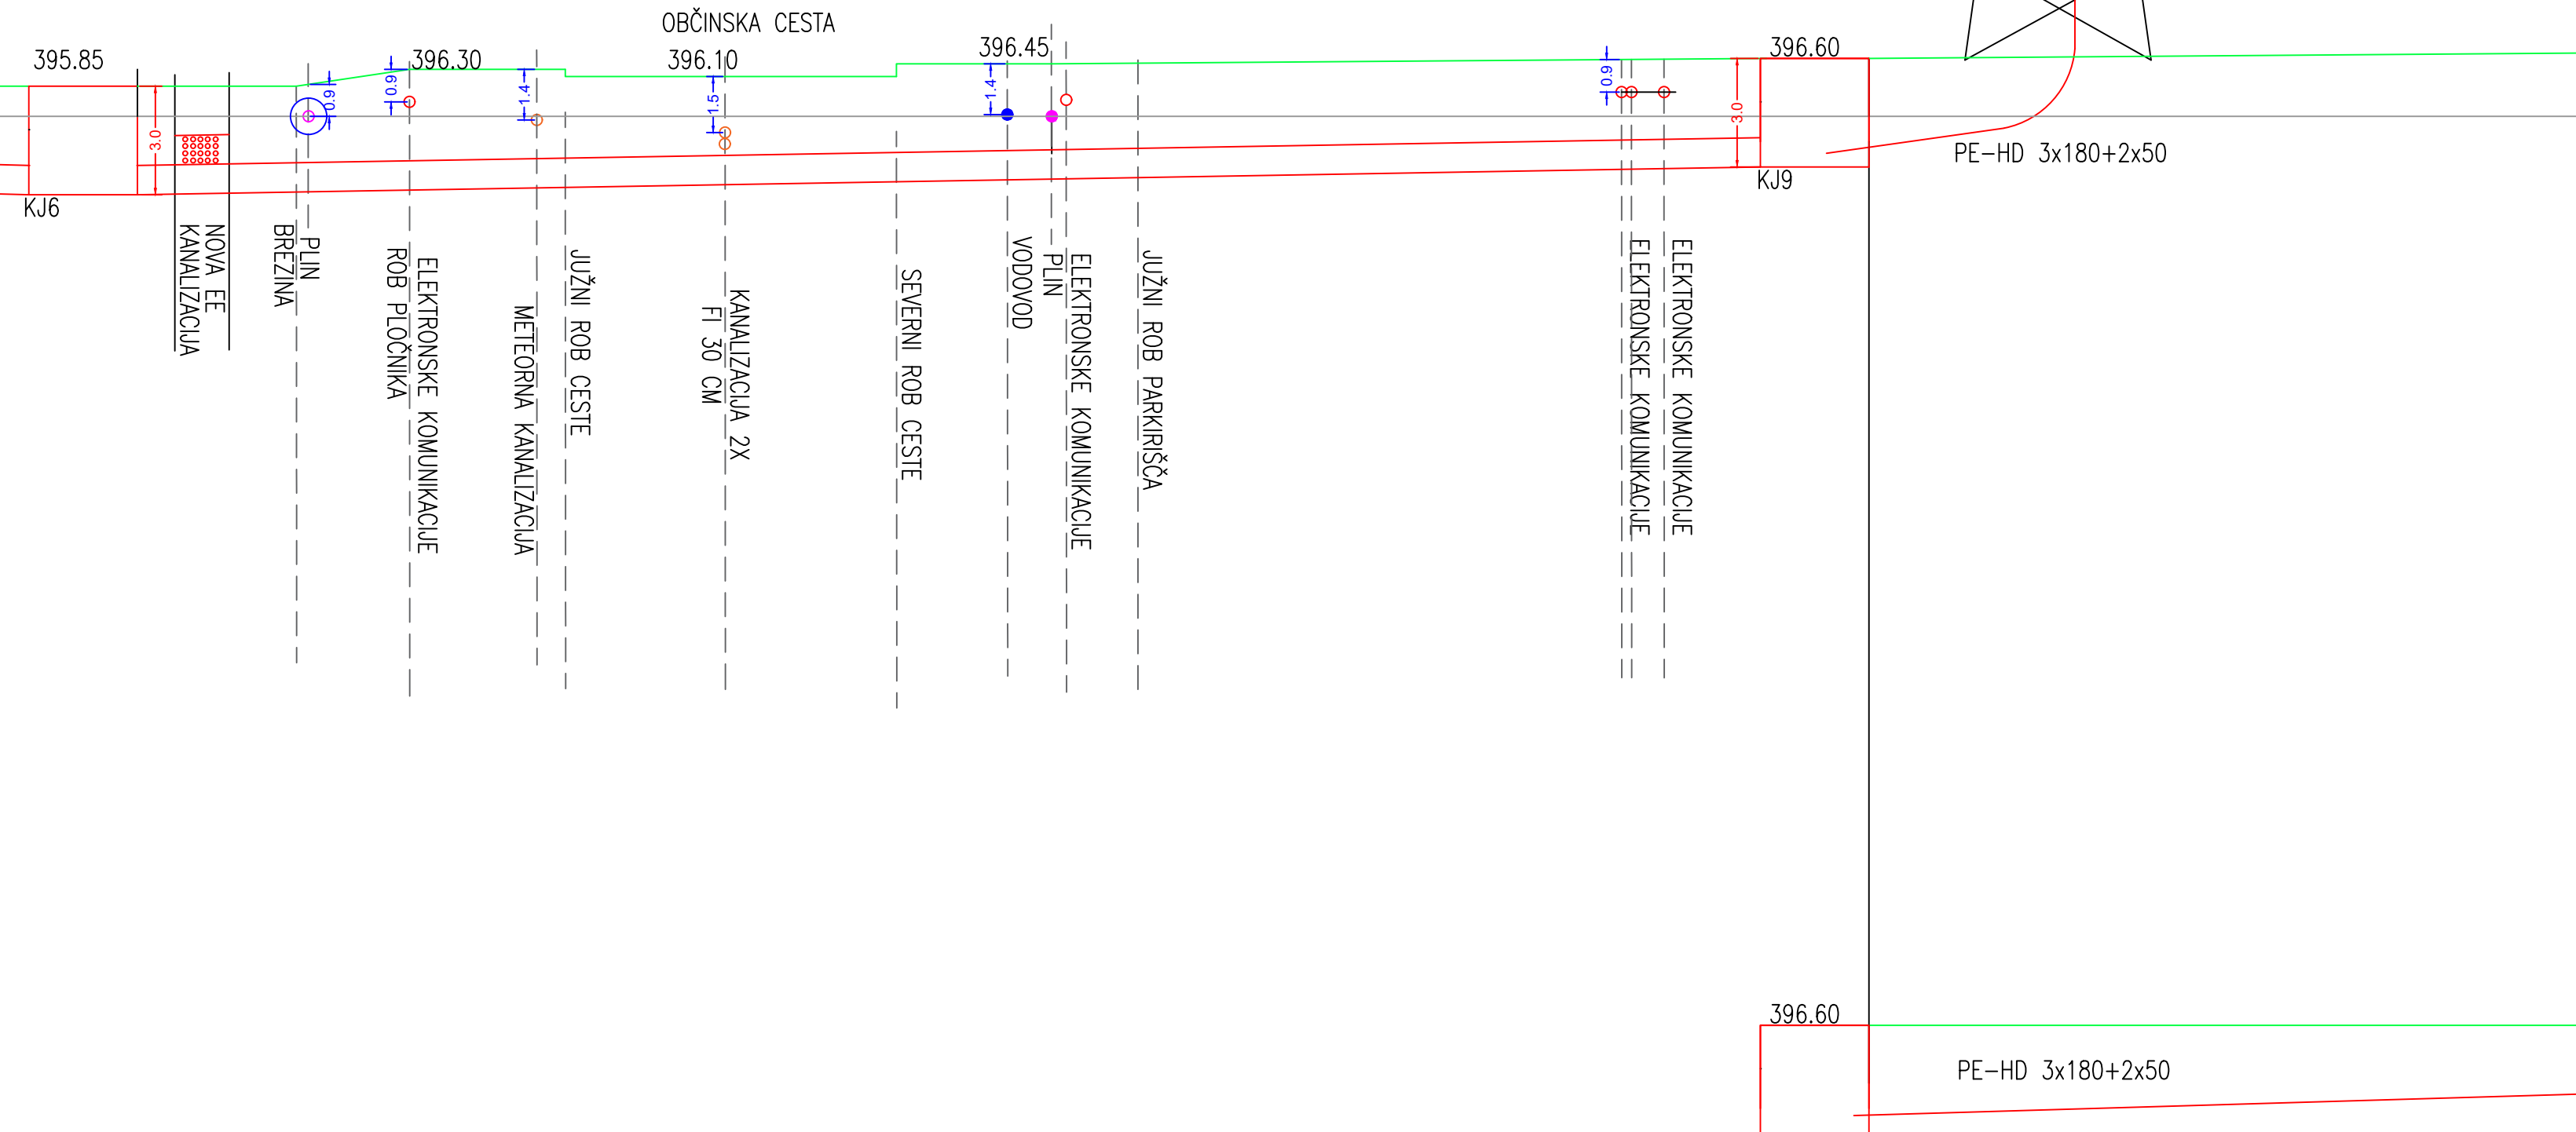 OBČINSKA CESTA
395.85
396.30
396.10
396.45
396.60
0.9
0.9
1.4
1.5
1.4
0.9
3.0
3.0
PE-HD 3x180+2x50
KJ6
KJ9
NOVA EE
KANALIZACIJA
PLIN
BREŽINA
ELEKTRONSKE KOMUNIKACIJE
ROB PLOČNIKA
METEORNA KANALIZACIJA
JUŽNI ROB CESTE
KANALIZACIJA 2X
FI 30 CM
SEVERNI ROB CESTE
VODOVOD
PLIN
ELEKTRONSKE KOMUNIKACIJE
JUŽNI ROB PARKIRIŠČA
ELEKTRONSKE KOMUNIKACIJE
ELEKTRONSKE KOMUNIKACIJE
396.60
PE-HD 3x180+2x50